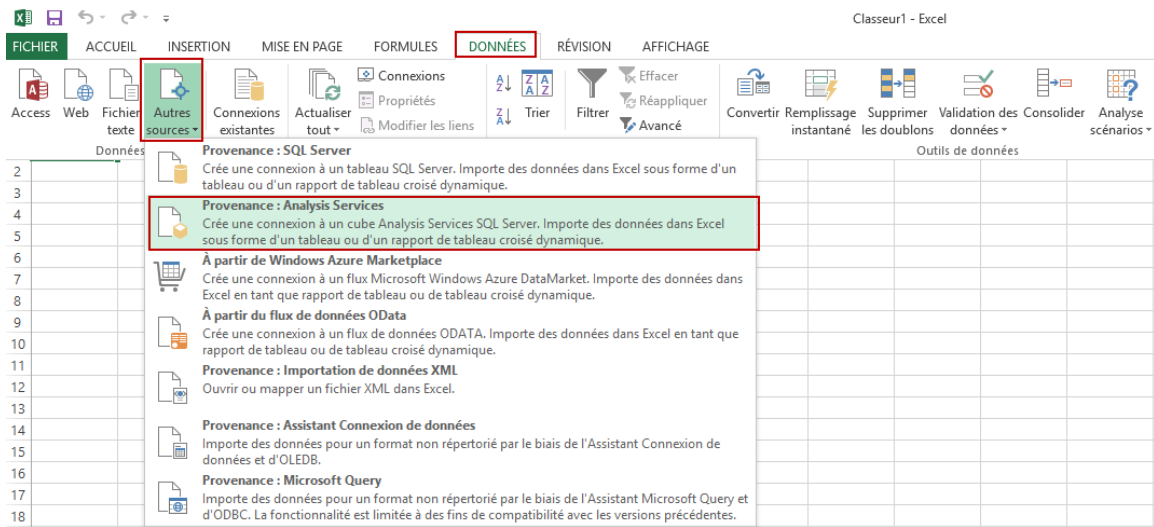 Classeur1 - Excel
FICHIER ACCUEIL INSERTION MISE EN PAGE FORMULES DONNÉES RÉVISION AFFICHAGE
Access Web Fichier texte Autres sources Connexions existantes Actualiser tout
Connexions
Propriétés
Modifier les liens
Trier
Filtrer
Effacer
Réappliquer
Avancé
Convertir Remplissage instantané Supprimer les doublons Validation des données Consolider Analyse scénarios
Données
Outils de données
Provenance : SQL Server
Crée une connexion à un tableau SQL Server. Importe des données dans Excel sous forme d'un
tableau ou d'un rapport de tableau croisé dynamique.
Provenance : Analysis Services
Crée une connexion à un cube Analysis Services SQL Server. Importe des données dans Excel
sous forme d'un tableau ou d'un rapport de tableau croisé dynamique.
À partir de Windows Azure Marketplace
Crée une connexion à un flux Microsoft Windows Azure DataMarket. Importe des données dans
Excel en tant que rapport de tableau ou de tableau croisé dynamique.
À partir du flux de données OData
Crée une connexion à un flux de données ODATA. Importe des données dans Excel en tant que
rapport de tableau ou de tableau croisé dynamique.
Provenance : Importation de données XML
Ouvrir ou mapper un fichier XML dans Excel.
Provenance : Assistant Connexion de données
Importe des données pour un format non répertorié par le biais de l'Assistant Connexion de
données et d'OLEDB.
Provenance : Microsoft Query
Importe des données pour un format non répertorié par le biais de l'Assistant Microsoft Query et
d'ODBC. La fonctionnalité est limitée à des fins de compatibilité avec les versions précédentes.
2
3
4
5
6
7
8
9
10
11
12
13
14
15
16
17
18